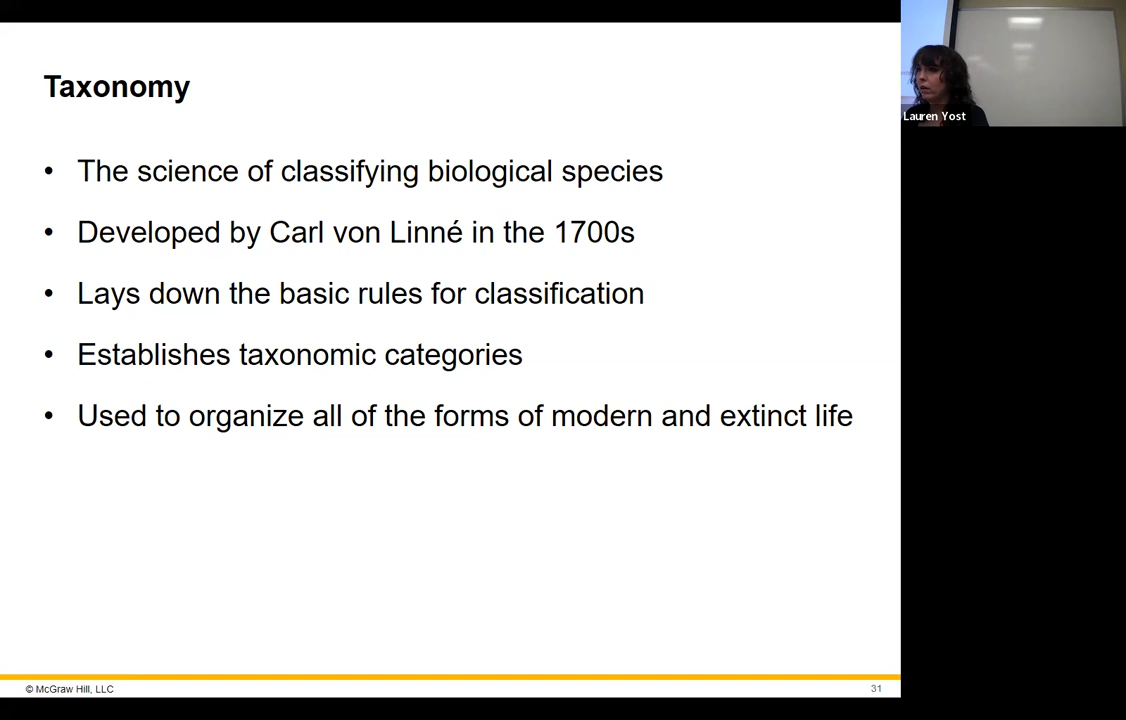 Taxonomy
• The science of classifying biological species
• Developed by Carl von Linné in the 1700s
• Lays down the basic rules for classification
• Establishes taxonomic categories
• Used to organize all of the forms of modern and extinct life
© McGraw Hill, LLC
31
Lauren Yost